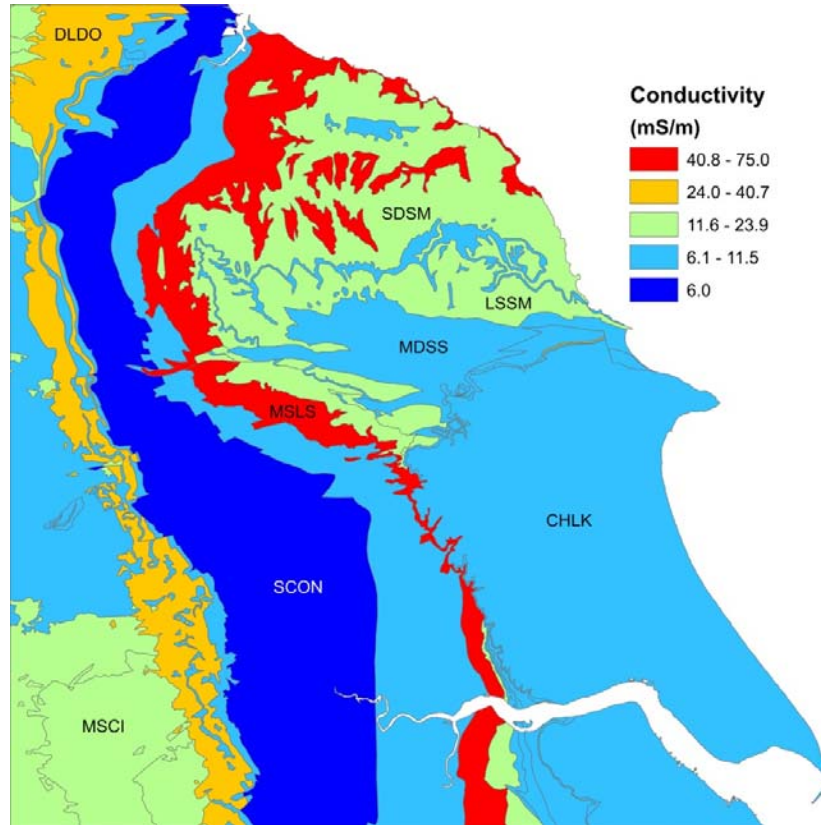 DLDO
Conductivity
(mS/m)
40.8 - 75.0
24.0 - 40.7
11.6 - 23.9
6.1 - 11.5
6.0
SDSM
LSSM
MDSS
MSLS
CHLK
SCON
MSCI